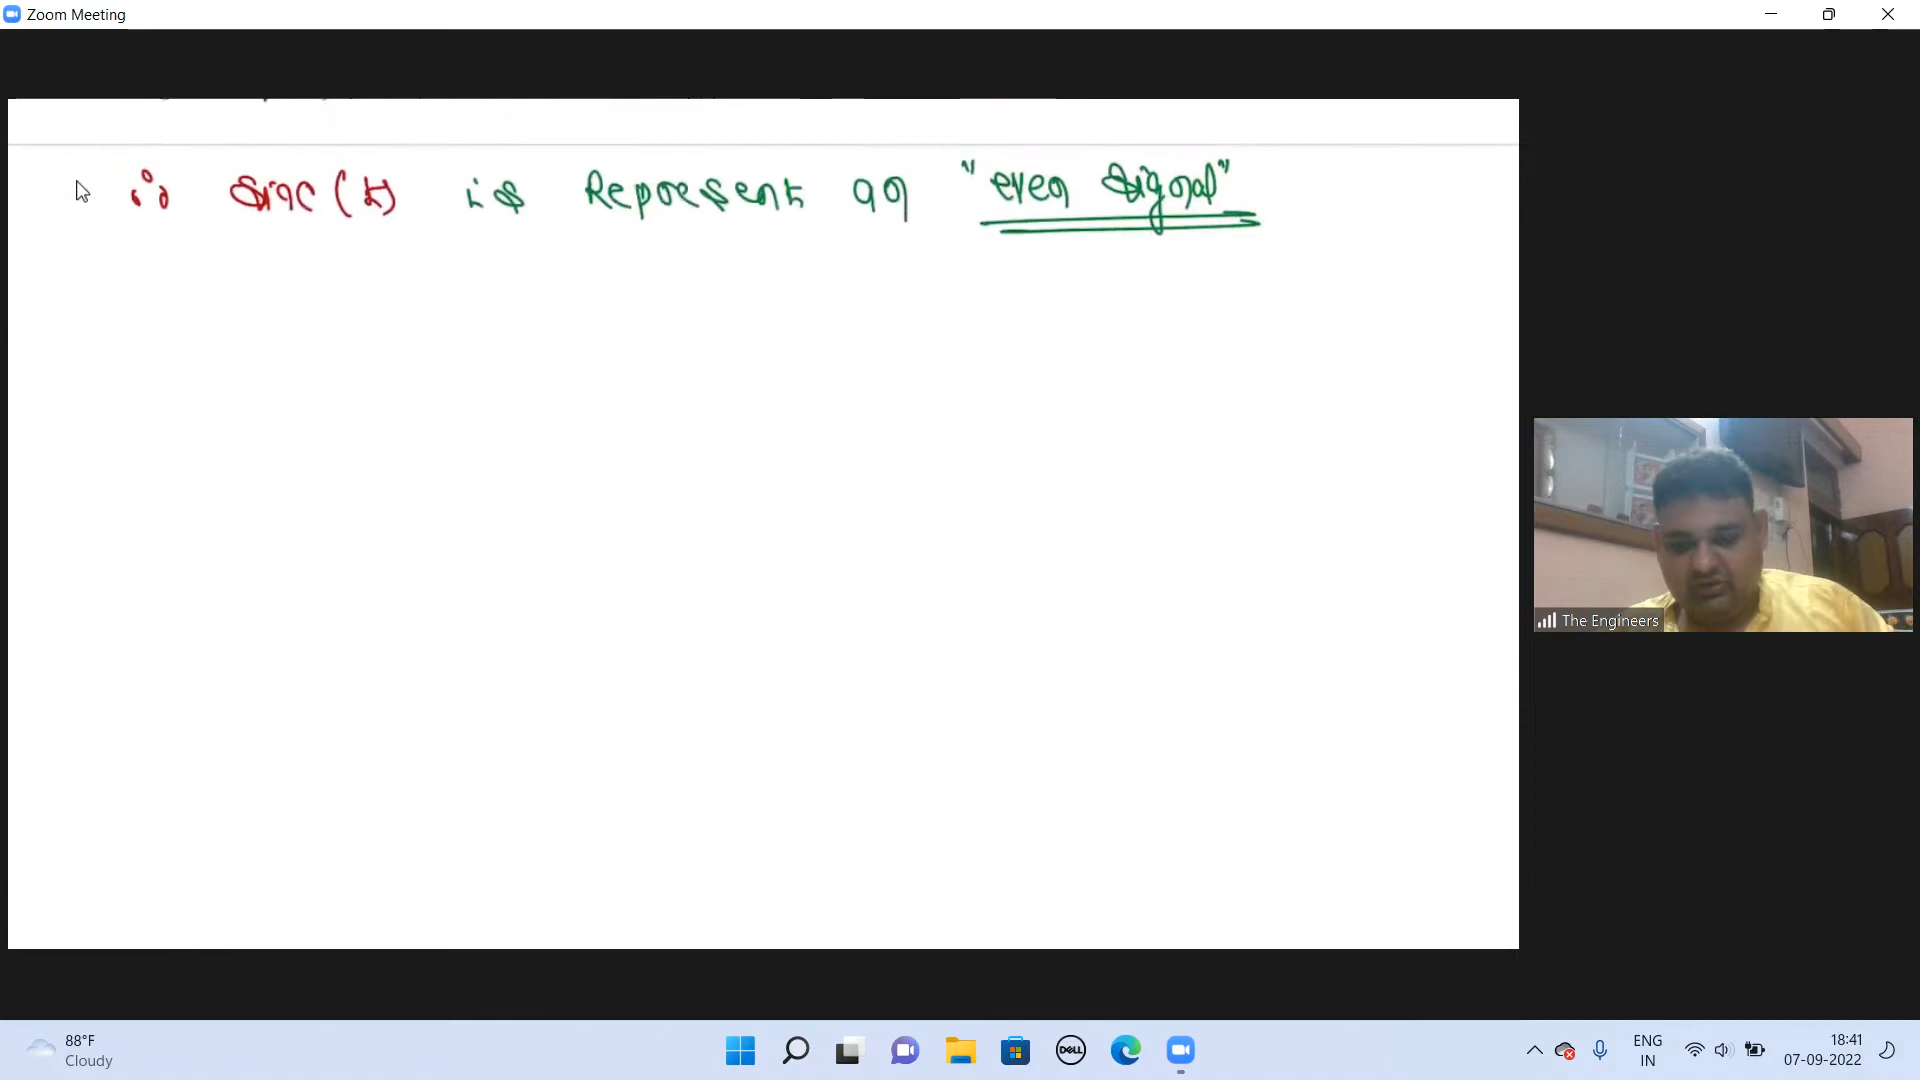 Zoom Meeting
∴ Sinc(t) is Represent an "even Signal"
The Engineers
88°F
Cloudy
DELL
ENG
IN
18:41
07-09-2022